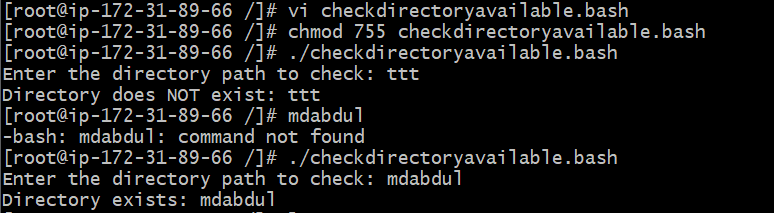 [root@ip-172-31-89-66 /]# vi checkdirectoryavailable.bash
[root@ip-172-31-89-66 /]# chmod 755 checkdirectoryavailable.bash
[root@ip-172-31-89-66 /]# ./checkdirectoryavailable.bash
Enter the directory path to check: ttt
Directory does NOT exist: ttt
[root@ip-172-31-89-66 /]# mdabdul
-bash: mdabdul: command not found
[root@ip-172-31-89-66 /]# ./checkdirectoryavailable.bash
Enter the directory path to check: mdabdul
Directory exists: mdabdul